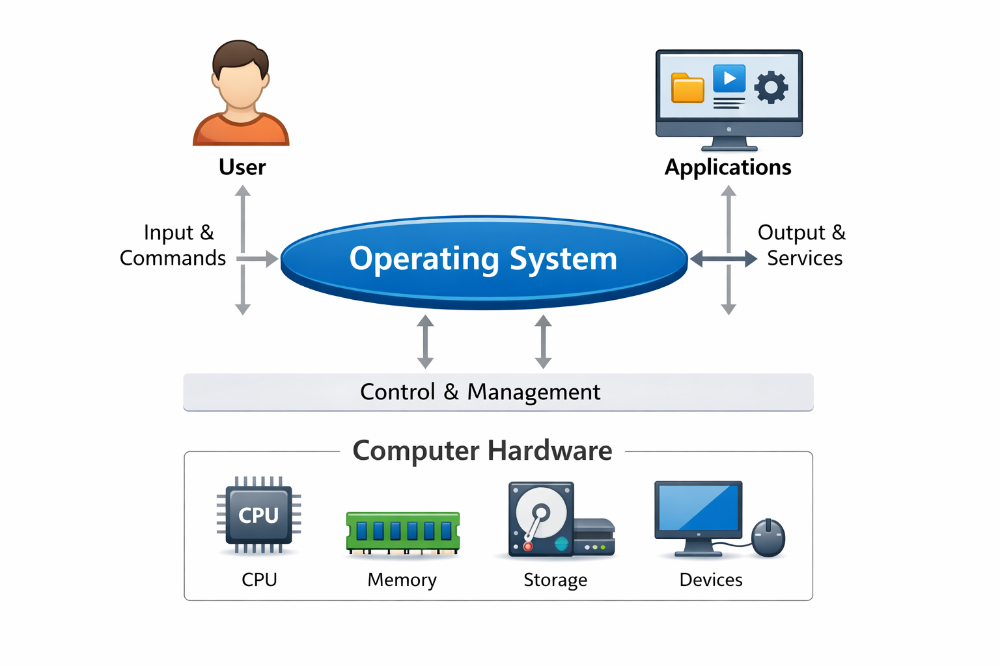 User
Applications
Input &
Commands
Operating System
Output &
Services
Control & Management
Computer Hardware
CPU
CPU
Memory
Storage
Devices